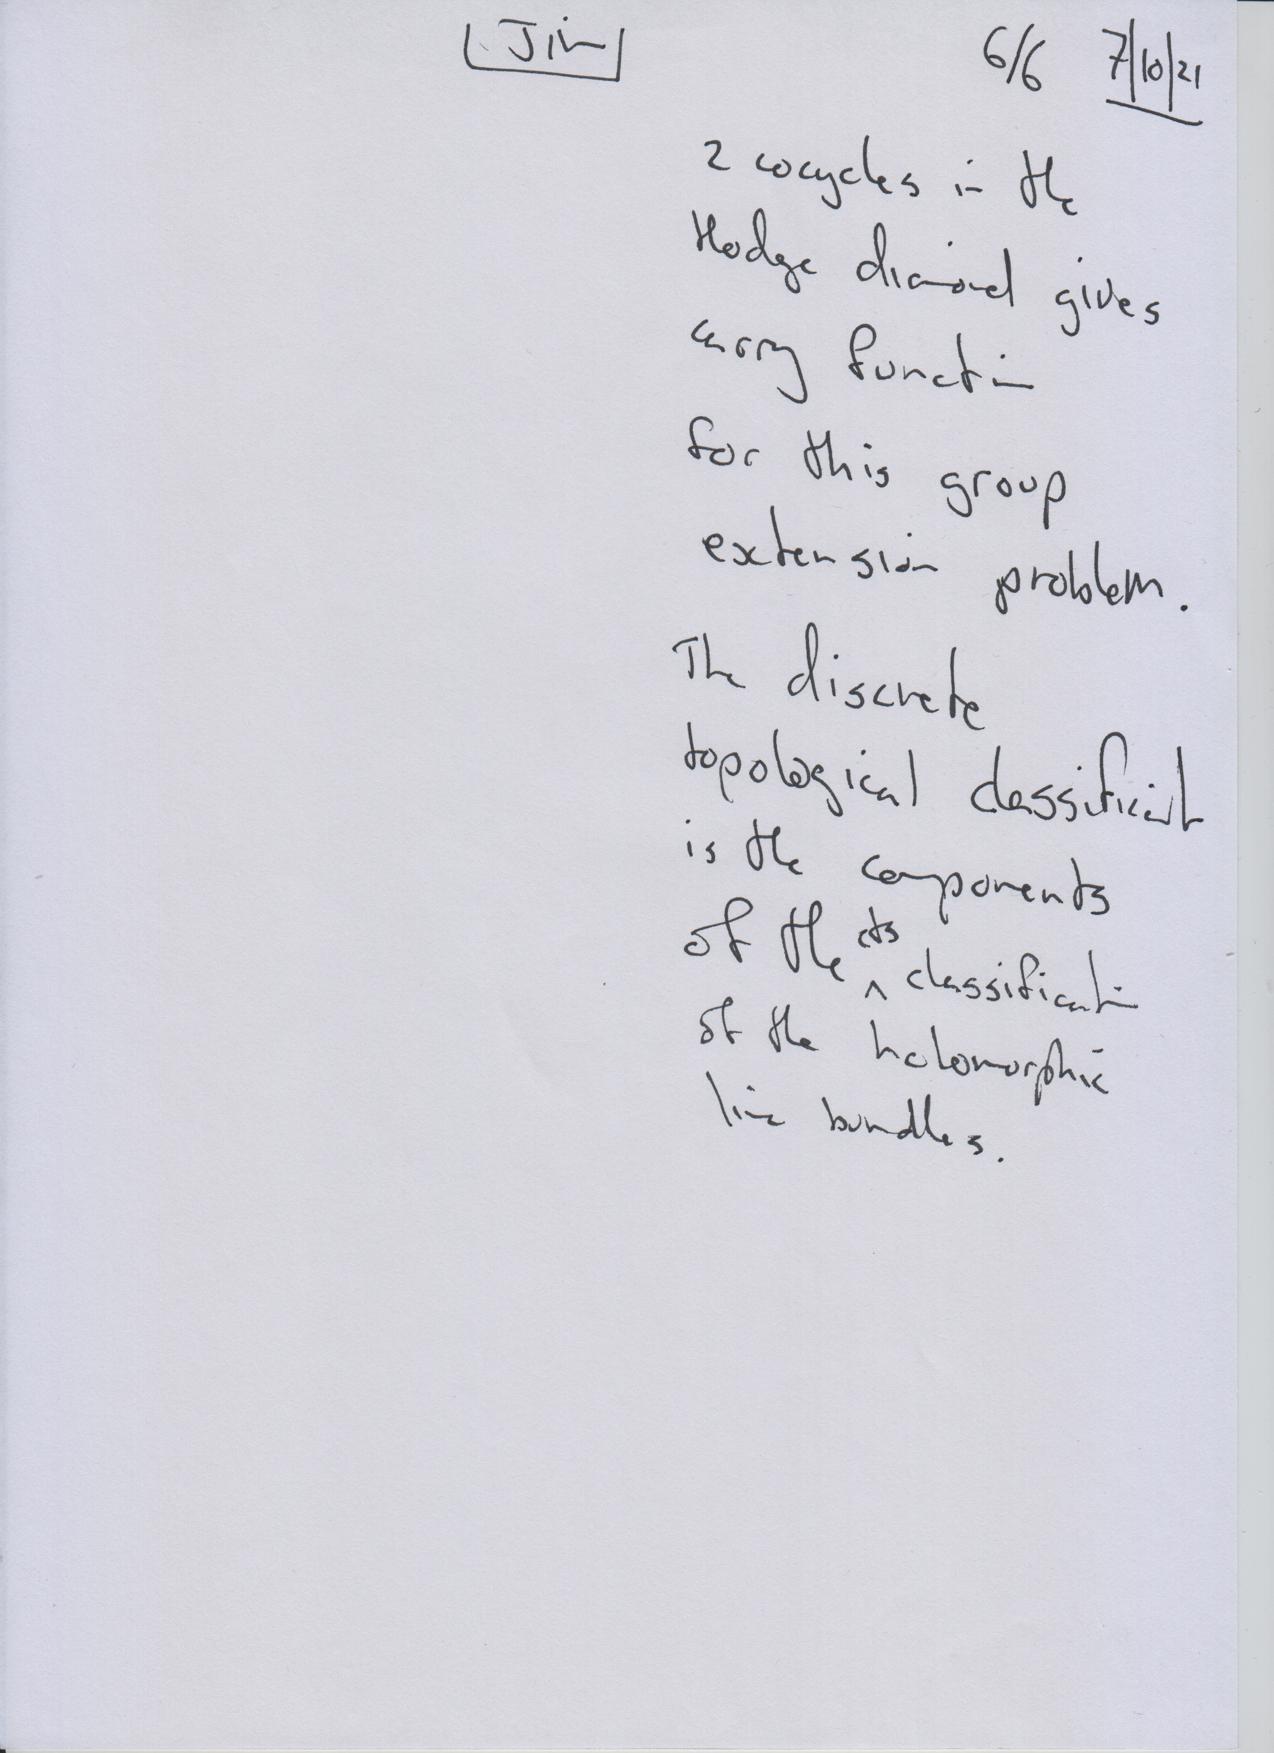 Jim
6/6 7/10/21
2 cocycles in the
Hodge diamond gives
carry function
for this group
extension problem.
The discrete
topological classification
is the components
of the cts classification
of the holomorphic
line bundles.